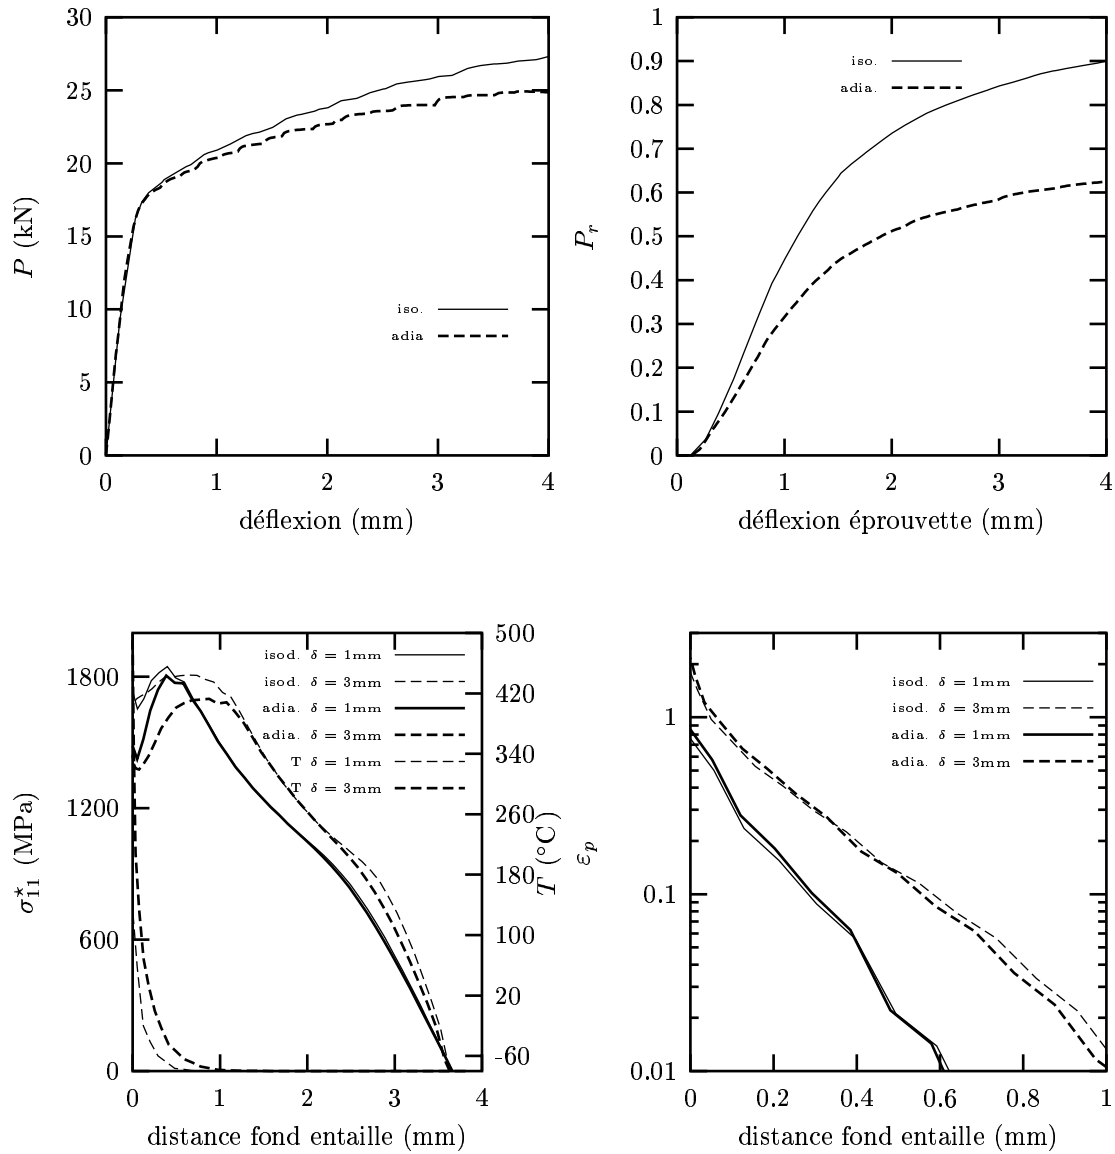 30
25
20
15
10
5
0
0 1 2 3 4
P (kN)
déflexion (mm)
iso.
adia
1
0.9
0.8
0.7
0.6
0.5
0.4
0.3
0.2
0.1
0
0 1 2 3 4
P_r
déflexion éprouvette (mm)
iso.
adia.
1800
1200
600
0
0 1 2 3 4
σ*₁₁ (MPa)
distance fond entaille (mm)
500
420
340
260
180
100
20
-60
T (°C)
isod. δ = 1mm
isod. δ = 3mm
adia. δ = 1mm
adia. δ = 3mm
T δ = 1mm
T δ = 3mm
1
0.1
0.01
0 0.2 0.4 0.6 0.8 1
ε_p
distance fond entaille (mm)
isod. δ = 1mm
isod. δ = 3mm
adia. δ = 1mm
adia. δ = 3mm